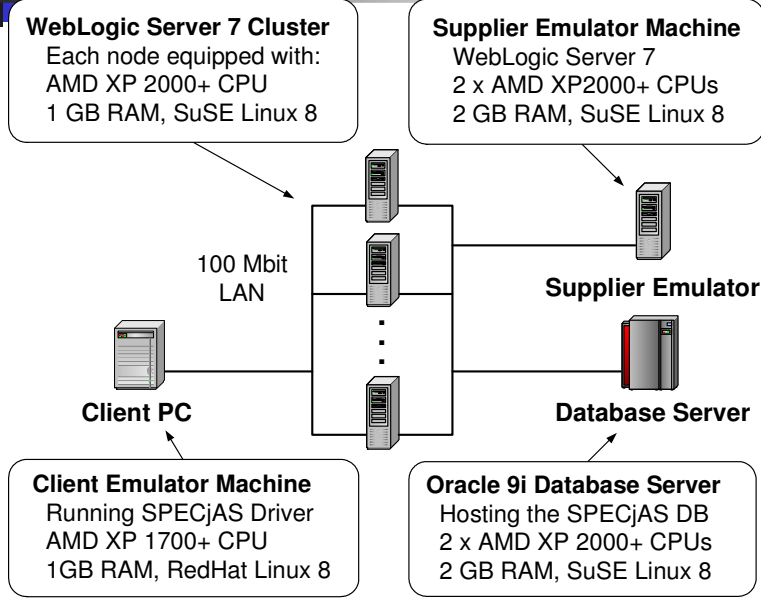 WebLogic Server 7 Cluster
Each node equipped with:
AMD XP 2000+ CPU
1 GB RAM, SuSE Linux 8
Supplier Emulator Machine
WebLogic Server 7
2 x AMD XP2000+ CPUs
2 GB RAM, SuSE Linux 8
100 Mbit
LAN
Supplier Emulator
Client PC
Database Server
Client Emulator Machine
Running SPECjAS Driver
AMD XP 1700+ CPU
1GB RAM, RedHat Linux 8
Oracle 9i Database Server
Hosting the SPECjAS DB
2 x AMD XP 2000+ CPUs
2 GB RAM, SuSE Linux 8